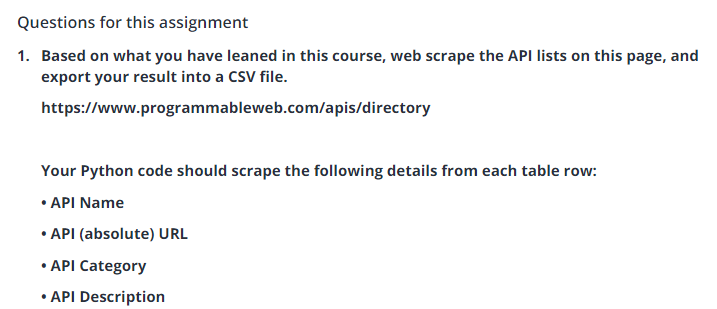 Questions for this assignment
1. Based on what you have leaned in this course, web scrape the API lists on this page, and
export your result into a CSV file.
https://www.programmableweb.com/apis/directory
Your Python code should scrape the following details from each table row:
• API Name
• API (absolute) URL
• API Category
• API Description